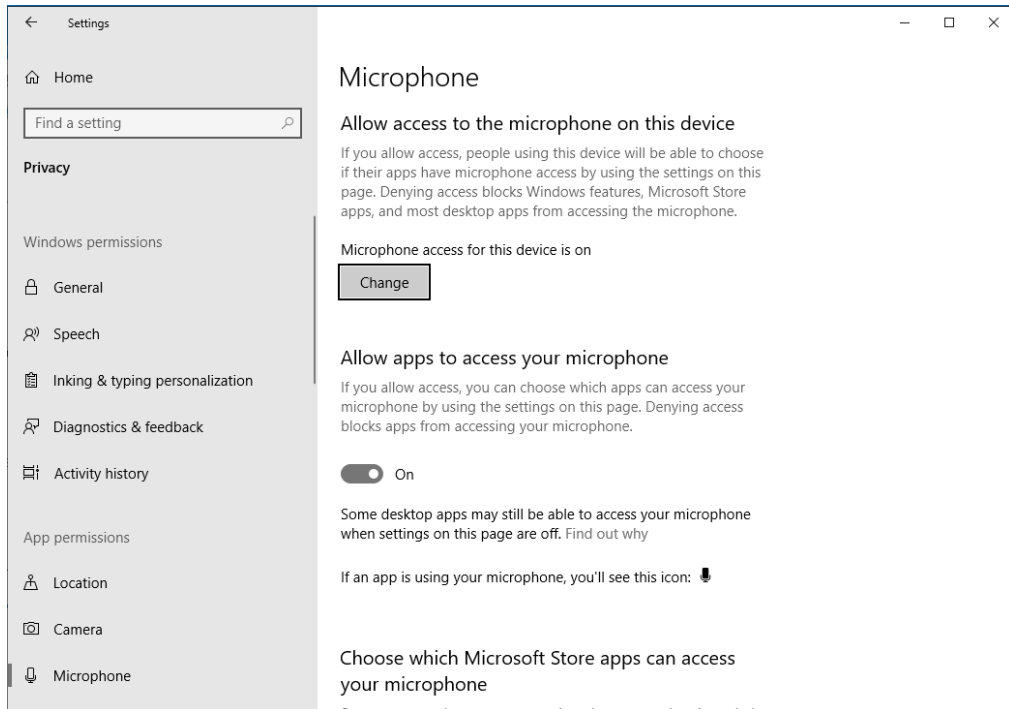 Settings
Home
Find a setting
Privacy
Windows permissions
General
Speech
Inking & typing personalization
Diagnostics & feedback
Activity history
App permissions
Location
Camera
Microphone
Microphone
Allow access to the microphone on this device
If you allow access, people using this device will be able to choose
if their apps have microphone access by using the settings on this
page. Denying access blocks Windows features, Microsoft Store
apps, and most desktop apps from accessing the microphone.
Microphone access for this device is on
Change
Allow apps to access your microphone
If you allow access, you can choose which apps can access your
microphone by using the settings on this page. Denying access
blocks apps from accessing your microphone.
On
Some desktop apps may still be able to access your microphone
when settings on this page are off. Find out why
If an app is using your microphone, you'll see this icon:
Choose which Microsoft Store apps can access
your microphone